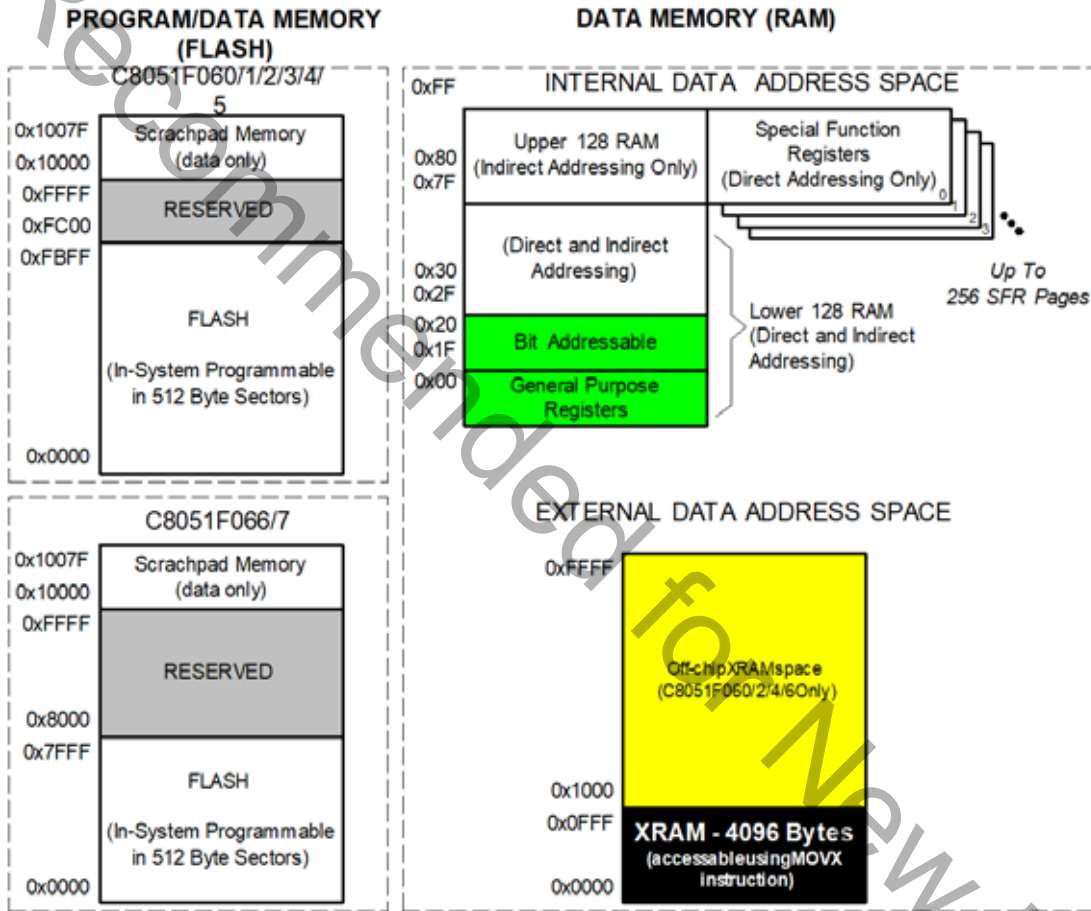 PROGRAM/DATA MEMORY
(FLASH)
C8051F060/1/2/3/4/
5
0x1007F
0x10000
Scrachpad Memory
(data only)
0xFFFF
0xFC00
RESERVED
0xFBFF
FLASH
(In-System Programmable
in 512 Byte Sectors)
0x0000
C8051F066/7
0x1007F
0x10000
Scrachpad Memory
(data only)
0xFFFF
RESERVED
0x8000
0x7FFF
FLASH
(In-System Programmable
in 512 Byte Sectors)
0x0000
DATA MEMORY (RAM)
INTERNAL DATA ADDRESS SPACE
0xFF
Upper 128 RAM
(Indirect Addressing Only)
0x80
0x7F
Special Function
Registers
(Direct Addressing Only)
0
1
2
3
Up To
256 SFR Pages
(Direct and Indirect
Addressing)
0x30
0x2F
Lower 128 RAM
(Direct and Indirect
Addressing)
0x20
0x1F
Bit Addressable
0x00
General Purpose
Registers
EXTERNAL DATA ADDRESS SPACE
0xFFFF
Off-chipXRAMspace
(C8051F060/2/4/6Only)
0x1000
0x0FFF
XRAM - 4096 Bytes
(accessableusingMOVX
instruction)
0x0000
Recommended for New